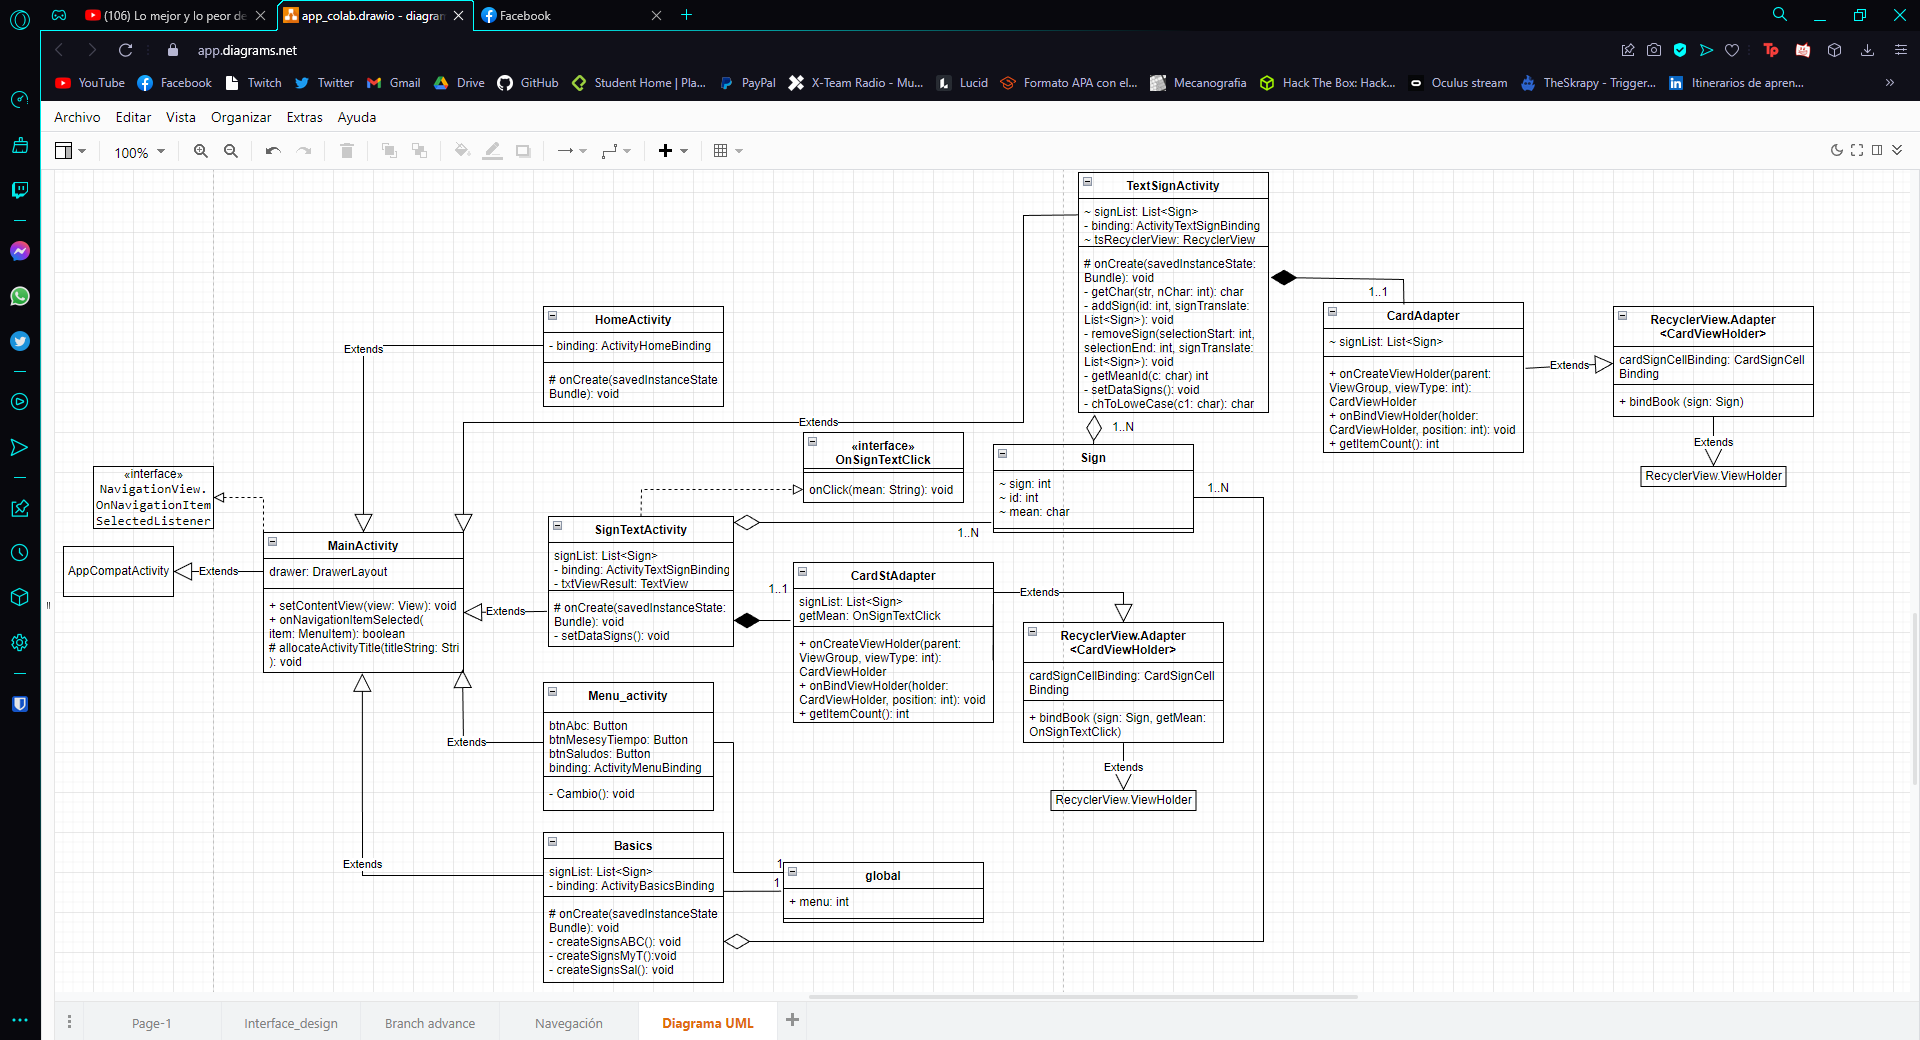 (106) Lo mejor y lo peor de
app_colab.drawio - diagram
Facebook
app.diagrams.net
YouTube
Facebook
Twitch
Twitter
Gmail
Drive
GitHub
Student Home | Pla...
PayPal
X-Team Radio - Mu...
Lucid
Formato APA con el...
Mecanografia
Hack The Box: Hack...
Oculus stream
TheSkrapy - Trigger...
Itinerarios de apren...
Archivo
Editar
Vista
Organizar
Extras
Ayuda
100%
TextSignActivity
~ signList: List<Sign>
- binding: ActivityTextSignBinding
~ tsRecyclerView: RecyclerView
# onCreate(savedInstanceState:
Bundle): void
- getChar(str, nChar: int): char
- addSign(id: int, signTranslate:
List<Sign>): void
- removeSign(selectionStart: int,
selectionEnd: int, signTranslate:
List<Sign>): void
- getMeanId(c: char) int
- setDataSigns(): void
- chToLoweCase(c1: char): char
1..1
CardAdapter
~ signList: List<Sign>
+ onCreateViewHolder(parent:
ViewGroup, viewType: int):
CardViewHolder
+ onBindViewHolder(holder:
CardViewHolder, position: int): void
+ getItemCount(): int
Extends
RecyclerView.Adapter
<CardViewHolder>
cardSignCellBinding: CardSignCell
Binding
+ bindBook (sign: Sign)
Extends
RecyclerView.ViewHolder
HomeActivity
- binding: ActivityHomeBinding
# onCreate(savedInstanceState
Bundle): void
Extends
Extends
1..N
«interface»
OnSignTextClick
onClick(mean: String): void
Sign
~ sign: int
~ id: int
~ mean: char
1..N
«interface»
NavigationView.
OnNavigationItem
SelectedListener
AppCompatActivity
Extends
MainActivity
drawer: DrawerLayout
+ setContentView(view: View): void
+ onNavigationItemSelected(
item: MenuItem): boolean
# allocateActivityTitle(titleString: Stri
): void
Extends
SignTextActivity
signList: List<Sign>
- binding: ActivityTextSignBinding
- txtViewResult: TextView
# onCreate(savedInstanceState:
Bundle): void
- setDataSigns(): void
1..N
1..1
CardStAdapter
signList: List<Sign>
getMean: OnSignTextClick
+ onCreateViewHolder(parent:
ViewGroup, viewType: int):
CardViewHolder
+ onBindViewHolder(holder:
CardViewHolder, position: int): void
+ getItemCount(): int
Extends
RecyclerView.Adapter
<CardViewHolder>
cardSignCellBinding: CardSignCell
Binding
+ bindBook (sign: Sign, getMean:
OnSignTextClick)
Extends
RecyclerView.ViewHolder
Menu_activity
btnAbc: Button
btnMesesyTiempo: Button
btnSaludos: Button
binding: ActivityMenuBinding
- Cambio(): void
Extends
Basics
signList: List<Sign>
- binding: ActivityBasicsBinding
# onCreate(savedInstanceState
Bundle): void
- createSignsABC(): void
- createSignsMyT():void
- createSignsSal(): void
Extends
1
1
global
+ menu: int
Page-1
Interface_design
Branch advance
Navegación
Diagrama UML